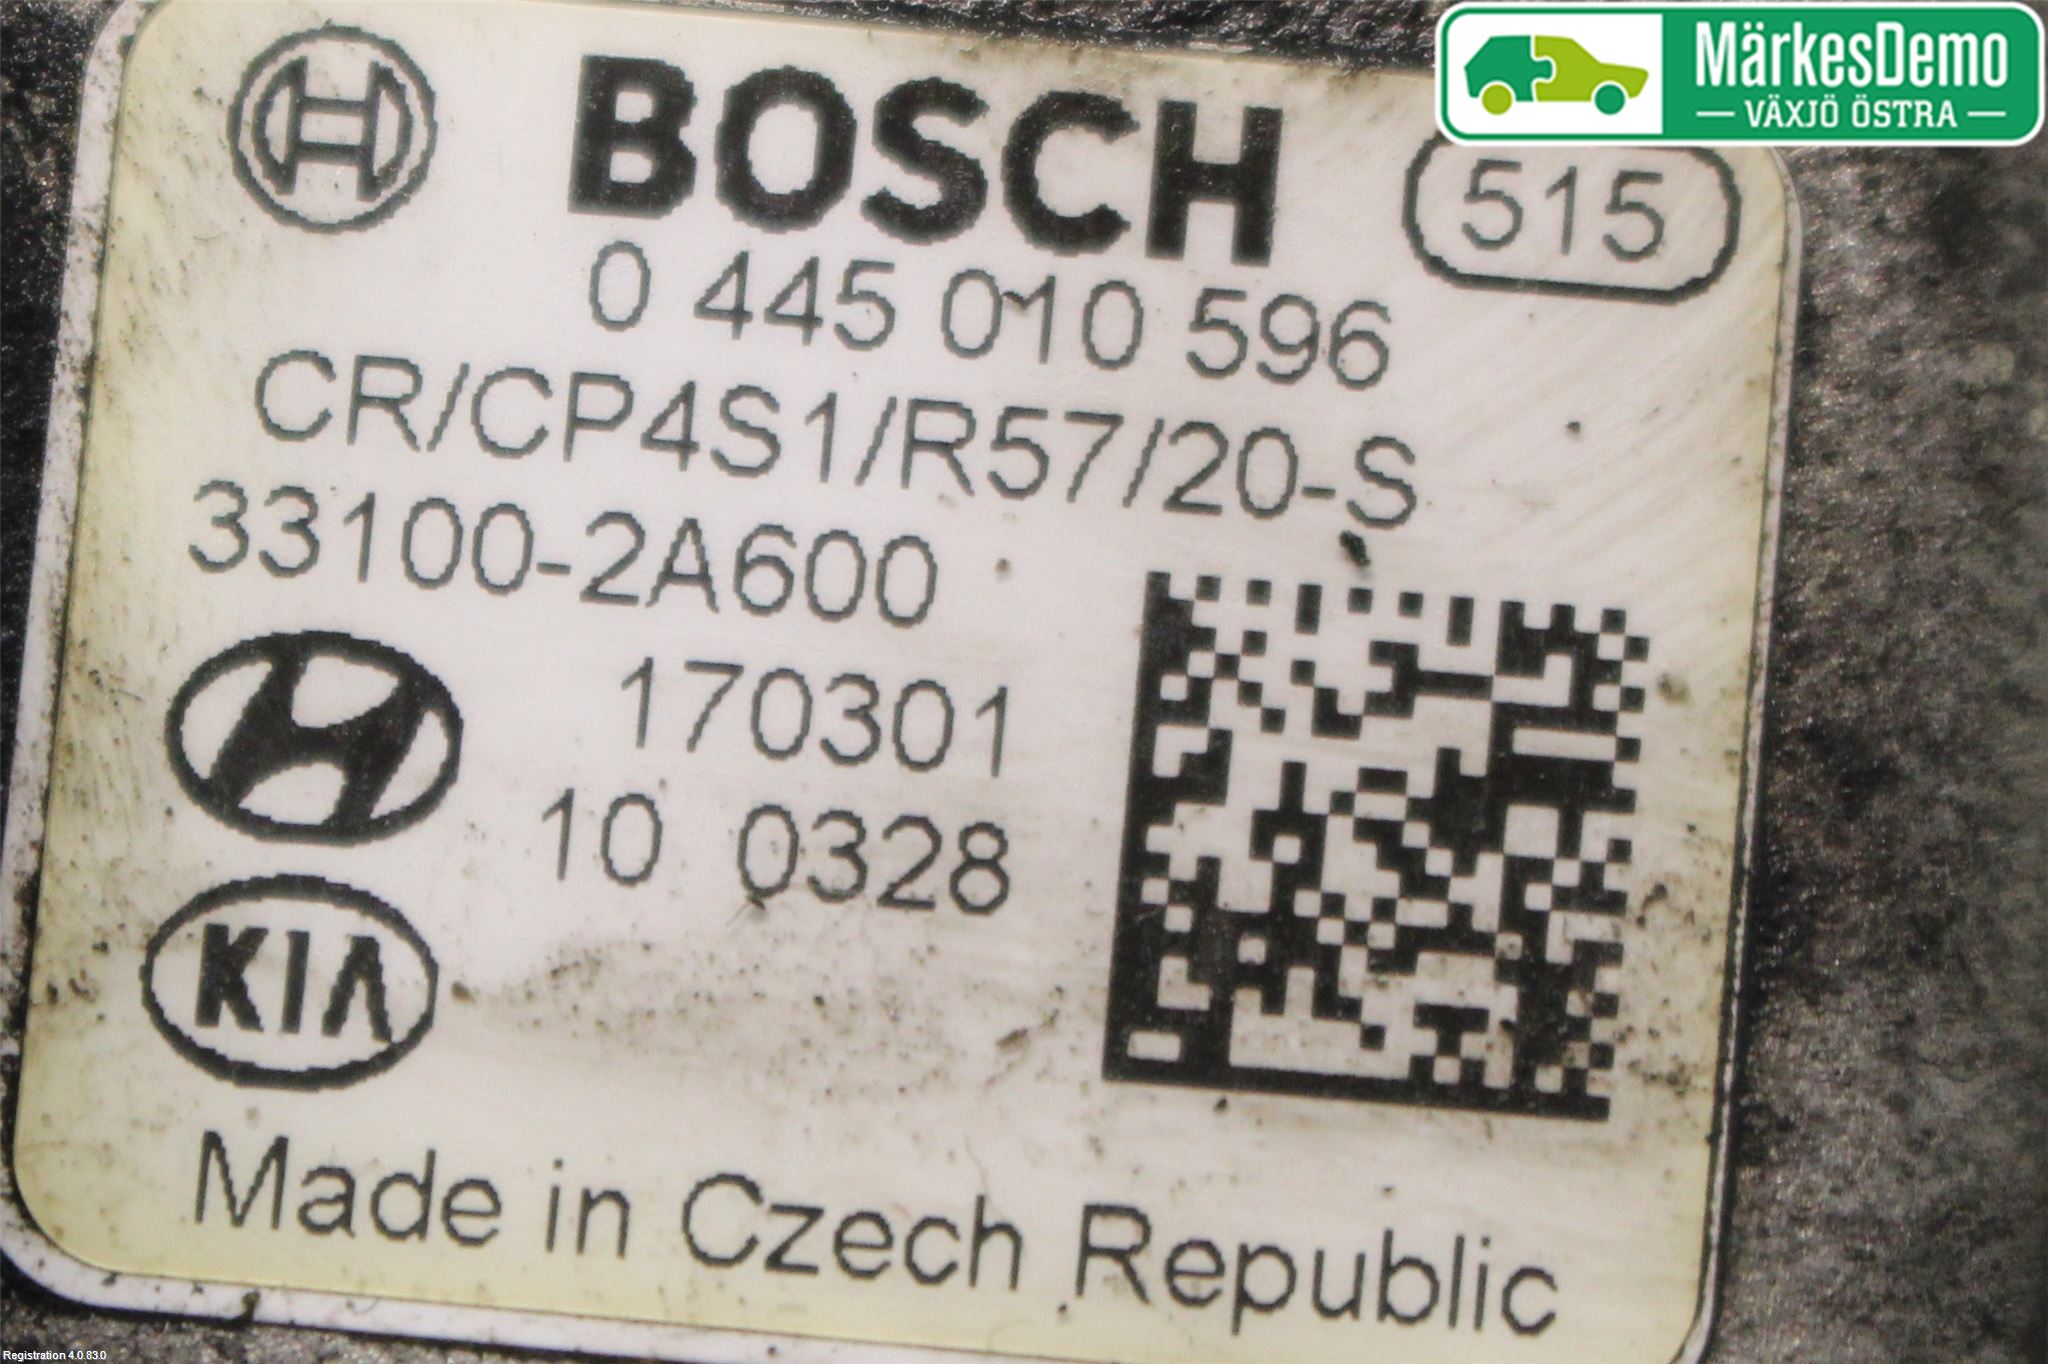 MärkesDemo
VÄXJÖ ÖSTRA
BOSCH
515
0 445 010 596
CR/CP4S1/R57/20-S
33100-2A600
170301
10 0328
KIA
Made in Czech Republic
Registration 4.0.83.0